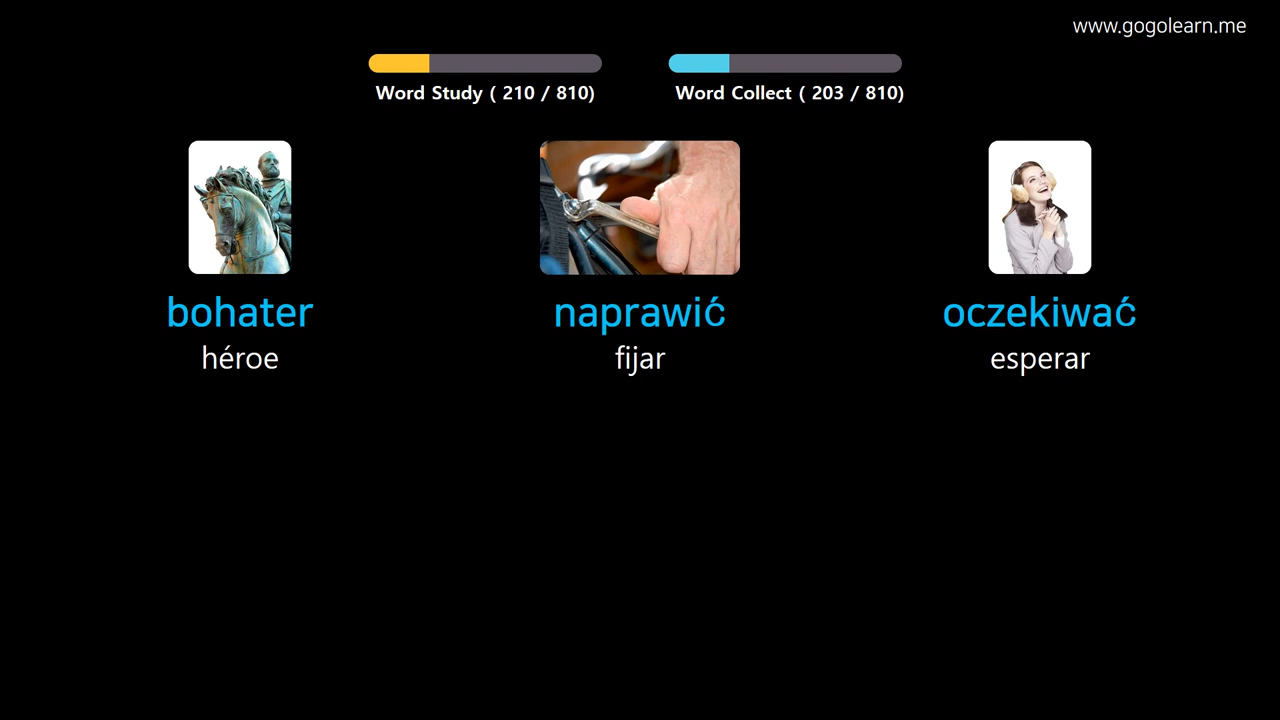 www.gogolearn.me
Word Study ( 210 / 810)
Word Collect ( 203 / 810)
bohater
naprawić
oczekiwać
héroe
fijar
esperar